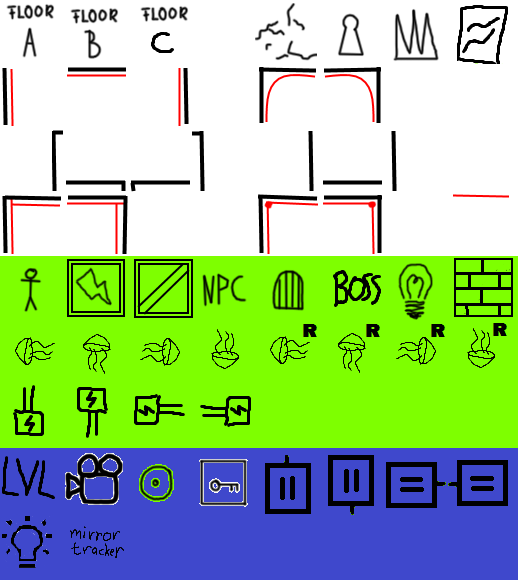 FLOOR FLOOR FLOOR
A B C
NPC BOSS
R R R R
LVL
mirror
tracker